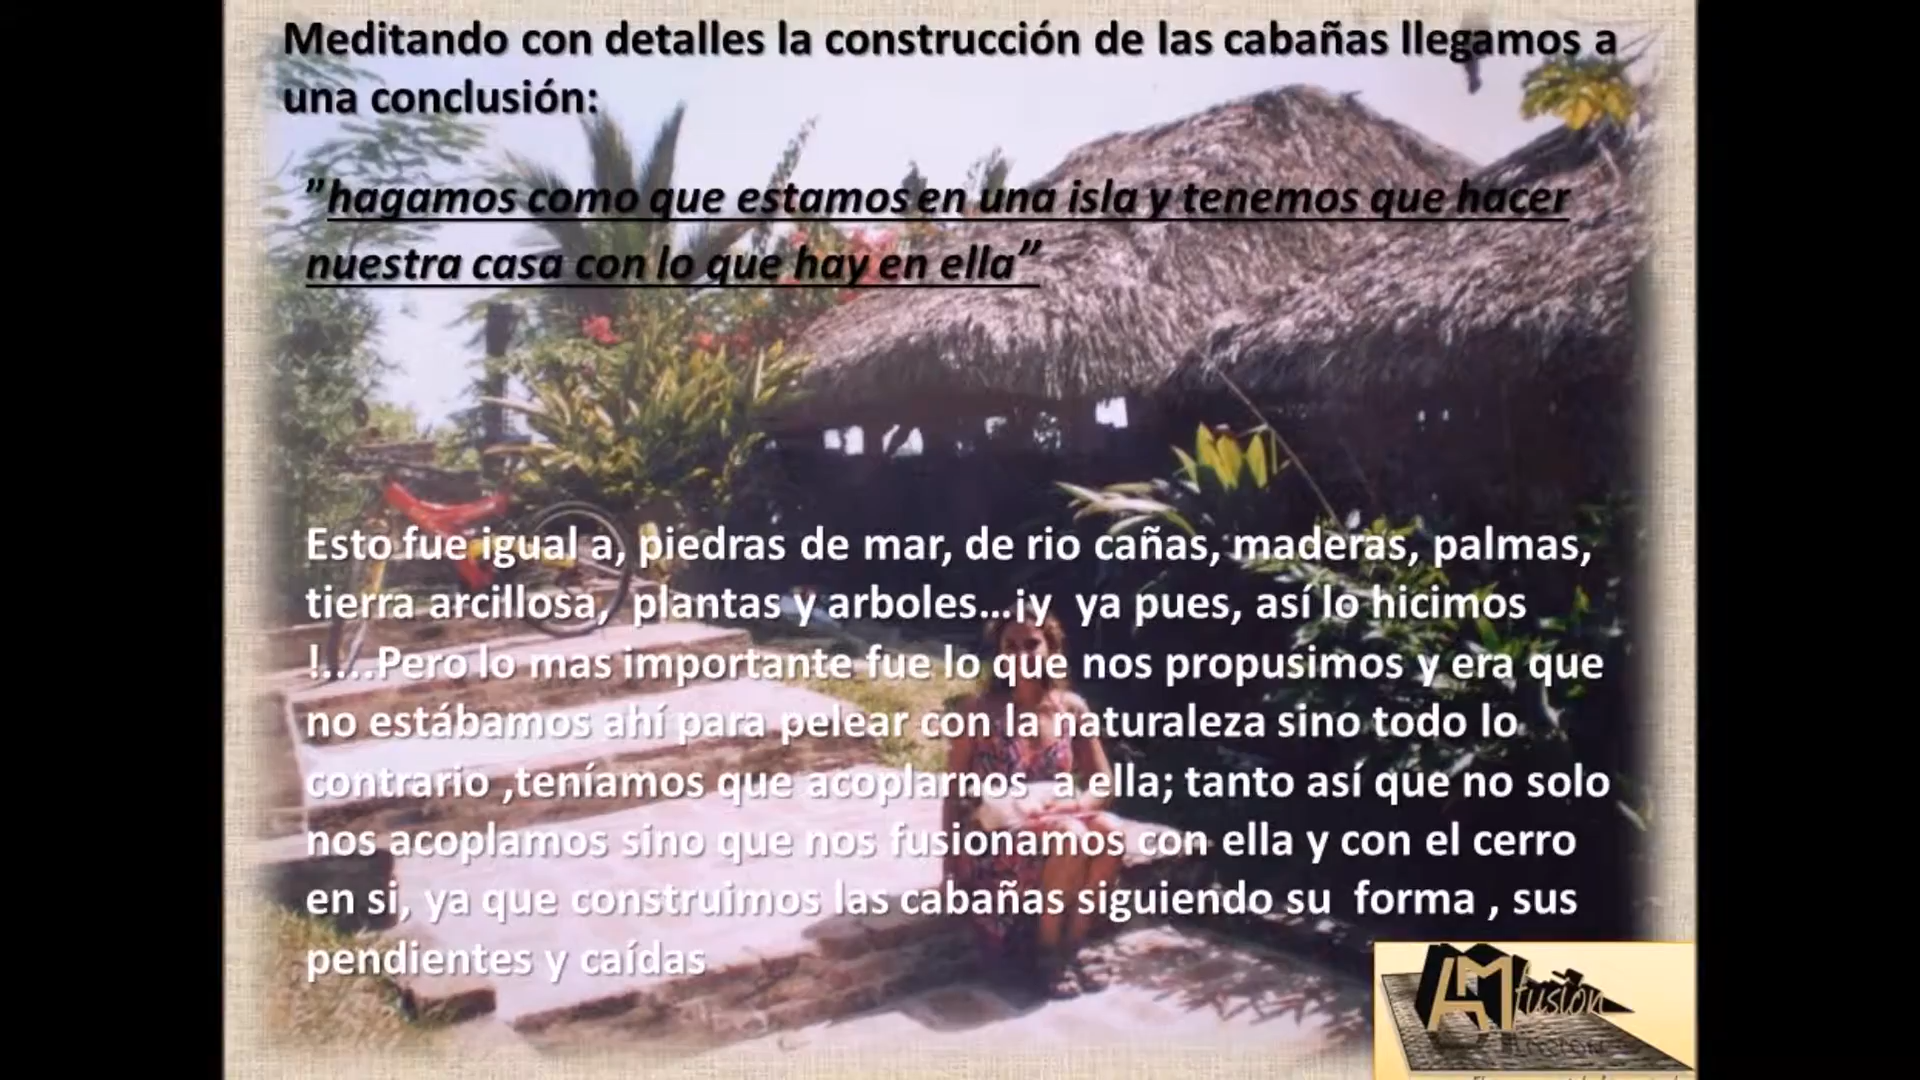 Meditando con detalles la construcción de las cabañas llegamos a
una conclusión:
"hagamos como que estamos en una isla y tenemos que hacer
nuestra casa con lo que hay en ella"
Esto fue igual a, piedras de mar, de rio cañas, maderas, palmas,
tierra arcillosa, plantas y arboles...¡y ya pues, así lo hicimos
!....Pero lo mas importante fue lo que nos propusimos y era que
no estábamos ahí para pelear con la naturaleza sino todo lo
contrario ,teníamos que acoplarnos a ella; tanto así que no solo
nos acoplamos sino que nos fusionamos con ella y con el cerro
en si, ya que construimos las cabañas siguiendo su forma , sus
pendientes y caídas
fusión